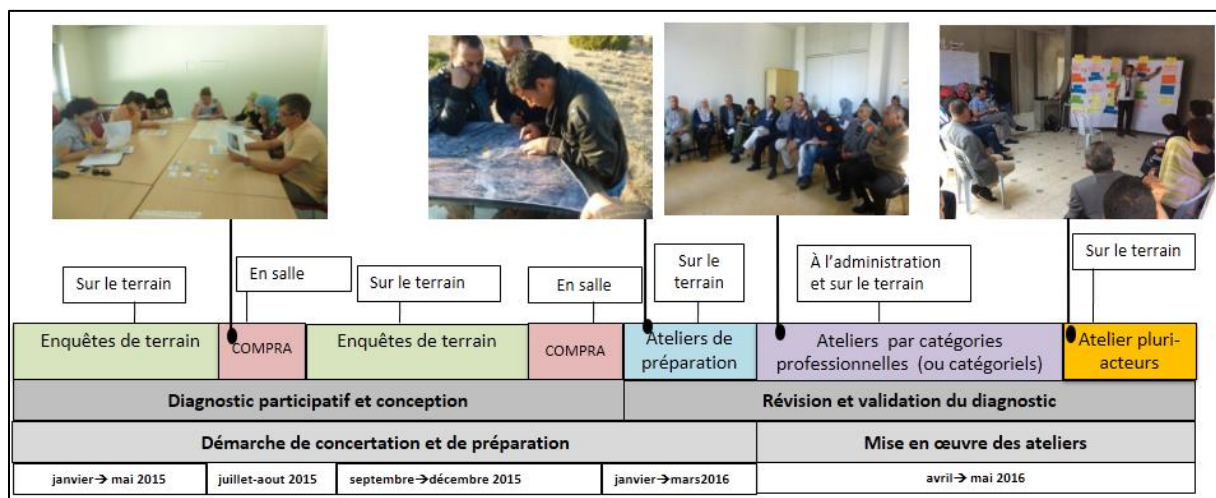 Sur le terrain
En salle
Sur le terrain
En salle
Sur le
terrain
À l'administration
et sur le terrain
Sur le terrain
Enquêtes de terrain
COMPRA
Enquêtes de terrain
COMPRA
Ateliers de
préparation
Ateliers par catégories
professionnelles (ou catégoriels)
Atelier pluri-
acteurs
Diagnostic participatif et conception
Révision et validation du diagnostic
Démarche de concertation et de préparation
Mise en œuvre des ateliers
janvier→ mai 2015
juillet-aout 2015
septembre→décembre 2015
janvier→mars2016
avril→ mai 2016